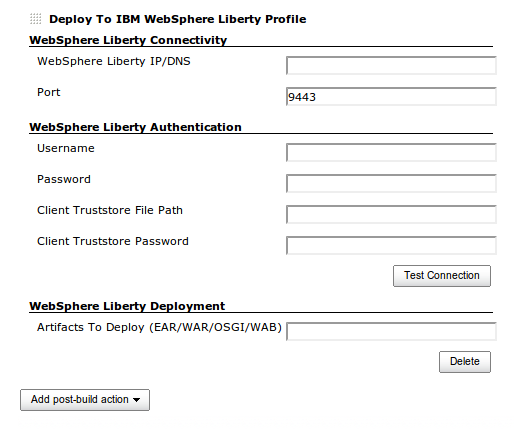 Deploy To IBM WebSphere Liberty Profile
WebSphere Liberty Connectivity
WebSphere Liberty IP/DNS
Port 9443
WebSphere Liberty Authentication
Username
Password
Client Truststore File Path
Client Truststore Password
Test Connection
WebSphere Liberty Deployment
Artifacts To Deploy (EAR/WAR/OSGI/WAB)
Delete
Add post-build action